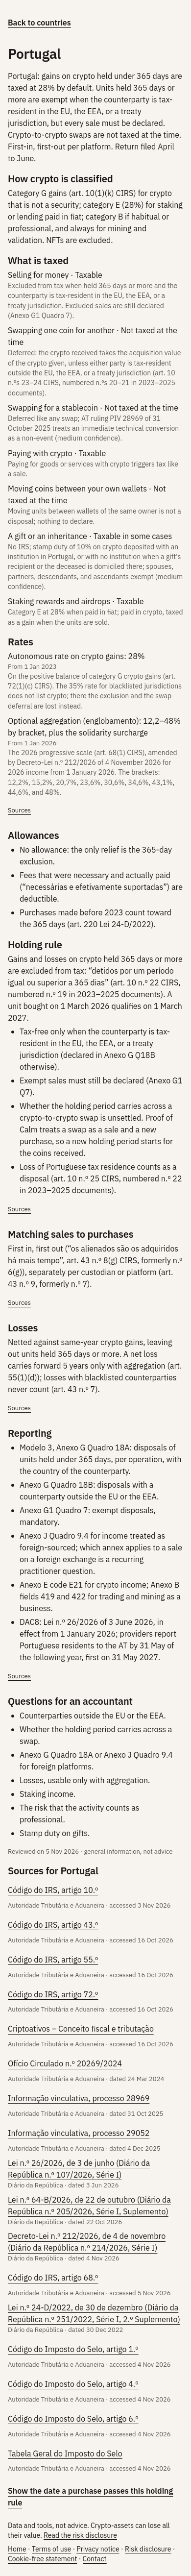 Back to countries
Portugal
Portugal: gains on crypto held under 365 days are
taxed at 28% by default. Units held 365 days or
more are exempt when the counterparty is tax-
resident in the EU, the EEA, or a treaty
jurisdiction, but every sale must be declared.
Crypto-to-crypto swaps are not taxed at the time.
First-in, first-out per platform. Return filed April
to June.
How crypto is classified
Category G gains (art. 10(1)(k) CIRS) for crypto
that is not a security; category E (28%) for staking
or lending paid in fiat; category B if habitual or
professional, and always for mining and
validation. NFTs are excluded.
What is taxed
Selling for money · Taxable
Excluded from tax when held 365 days or more and the
counterparty is tax-resident in the EU, the EEA, or a
treaty jurisdiction. Excluded sales are still declared
(Anexo G1 Quadro 7).
Swapping one coin for another · Not taxed at the
time
Deferred: the crypto received takes the acquisition value
of the crypto given, unless either party is tax-resident
outside the EU, the EEA, or a treaty jurisdiction (art. 10
n.ºs 23–24 CIRS, numbered n.ºs 20–21 in 2023–2025
documents).
Swapping for a stablecoin · Not taxed at the time
Deferred like any swap; AT ruling PIV 28969 of 31
October 2025 treats an immediate technical conversion
as a non-event (medium confidence).
Paying with crypto · Taxable
Paying for goods or services with crypto triggers tax like
a sale.
Moving coins between your own wallets · Not
taxed at the time
Moving units between wallets of the same owner is not a
disposal; nothing to declare.
A gift or an inheritance · Taxable in some cases
No IRS; stamp duty of 10% on crypto deposited with an
institution in Portugal, or with no institution when a gift's
recipient or the deceased is domiciled there; spouses,
partners, descendants, and ascendants exempt (medium
confidence).
Staking rewards and airdrops · Taxable
Category E at 28% when paid in fiat; paid in crypto, taxed
as a gain when the units are sold.
Rates
Autonomous rate on crypto gains: 28%
From 1 Jan 2023
On the positive balance of category G crypto gains (art.
72(1)(c) CIRS). The 35% rate for blacklisted jurisdictions
does not list crypto; there the exclusion and the swap
deferral are lost instead.
Optional aggregation (englobamento): 12,2–48%
by bracket, plus the solidarity surcharge
From 1 Jan 2026
The 2026 progressive scale (art. 68(1) CIRS), amended
by Decreto-Lei n.º 212/2026 of 4 November 2026 for
2026 income from 1 January 2026. The brackets:
12,2%, 15,2%, 20,7%, 23,6%, 30,6%, 34,6%, 43,1%,
44,6%, and 48%.
Sources
Allowances
No allowance: the only relief is the 365-day
exclusion.
Fees that were necessary and actually paid
(“necessárias e efetivamente suportadas”) are
deductible.
Purchases made before 2023 count toward
the 365 days (art. 220 Lei 24-D/2022).
Holding rule
Gains and losses on crypto held 365 days or more
are excluded from tax: “detidos por um período
igual ou superior a 365 dias” (art. 10 n.º 22 CIRS,
numbered n.º 19 in 2023–2025 documents). A
unit bought on 1 March 2026 qualifies on 1 March
2027.
Tax-free only when the counterparty is tax-
resident in the EU, the EEA, or a treaty
jurisdiction (declared in Anexo G Q18B
otherwise).
Exempt sales must still be declared (Anexo G1
Q7).
Whether the holding period carries across a
crypto-to-crypto swap is unsettled. Proof of
Calm treats a swap as a sale and a new
purchase, so a new holding period starts for
the coins received.
Loss of Portuguese tax residence counts as a
disposal (art. 10 n.º 25 CIRS, numbered n.º 22
in 2023–2025 documents).
Sources
Matching sales to purchases
First in, first out (“os alienados são os adquiridos
há mais tempo”, art. 43 n.º 8(g) CIRS, formerly n.º
6(g)), separately per custodian or platform (art.
43 n.º 9, formerly n.º 7).
Sources
Losses
Netted against same-year crypto gains, leaving
out units held 365 days or more. A net loss
carries forward 5 years only with aggregation (art.
55(1)(d)); losses with blacklisted counterparties
never count (art. 43 n.º 7).
Sources
Reporting
Modelo 3, Anexo G Quadro 18A: disposals of
units held under 365 days, per operation, with
the country of the counterparty.
Anexo G Quadro 18B: disposals with a
counterparty outside the EU or the EEA.
Anexo G1 Quadro 7: exempt disposals,
mandatory.
Anexo J Quadro 9.4 for income treated as
foreign-sourced; which annex applies to a sale
on a foreign exchange is a recurring
practitioner question.
Anexo E code E21 for crypto income; Anexo B
fields 419 and 422 for trading and mining as a
business.
DAC8: Lei n.º 26/2026 of 3 June 2026, in
effect from 1 January 2026; providers report
Portuguese residents to the AT by 31 May of
the following year, first on 31 May 2027.
Sources
Questions for an accountant
Counterparties outside the EU or the EEA.
Whether the holding period carries across a
swap.
Anexo G Quadro 18A or Anexo J Quadro 9.4
for foreign platforms.
Losses, usable only with aggregation.
Staking income.
The risk that the activity counts as
professional.
Stamp duty on gifts.
Reviewed on 5 Nov 2026 · general information, not advice
Sources for Portugal
Código do IRS, artigo 10.º
Autoridade Tributária e Aduaneira · accessed 3 Nov 2026
Código do IRS, artigo 43.º
Autoridade Tributária e Aduaneira · accessed 16 Oct 2026
Código do IRS, artigo 55.º
Autoridade Tributária e Aduaneira · accessed 16 Oct 2026
Código do IRS, artigo 72.º
Autoridade Tributária e Aduaneira · accessed 16 Oct 2026
Criptoativos – Conceito fiscal e tributação
Autoridade Tributária e Aduaneira · accessed 16 Oct 2026
Ofício Circulado n.º 20269/2024
Autoridade Tributária e Aduaneira · dated 24 Mar 2024
Informação vinculativa, processo 28969
Autoridade Tributária e Aduaneira · dated 31 Oct 2025
Informação vinculativa, processo 29052
Autoridade Tributária e Aduaneira · dated 4 Dec 2025
Lei n.º 26/2026, de 3 de junho (Diário da
República n.º 107/2026, Série I)
Diário da República · dated 3 Jun 2026
Lei n.º 64-B/2026, de 22 de outubro (Diário da
República n.º 205/2026, Série I, Suplemento)
Diário da República · dated 22 Oct 2026
Decreto-Lei n.º 212/2026, de 4 de novembro
(Diário da República n.º 214/2026, Série I)
Diário da República · dated 4 Nov 2026
Código do IRS, artigo 68.º
Autoridade Tributária e Aduaneira · accessed 5 Nov 2026
Lei n.º 24-D/2022, de 30 de dezembro (Diário da
República n.º 251/2022, Série I, 2.º Suplemento)
Diário da República · dated 30 Dec 2022
Código do Imposto do Selo, artigo 1.º
Autoridade Tributária e Aduaneira · accessed 4 Nov 2026
Código do Imposto do Selo, artigo 4.º
Autoridade Tributária e Aduaneira · accessed 4 Nov 2026
Código do Imposto do Selo, artigo 6.º
Autoridade Tributária e Aduaneira · accessed 4 Nov 2026
Tabela Geral do Imposto do Selo
Autoridade Tributária e Aduaneira · accessed 4 Nov 2026
Show the date a purchase passes this holding
rule
Data and tools, not advice. Crypto-assets can lose all
their value. Read the risk disclosure
Home · Terms of use · Privacy notice · Risk disclosure ·
Cookie-free statement · Contact